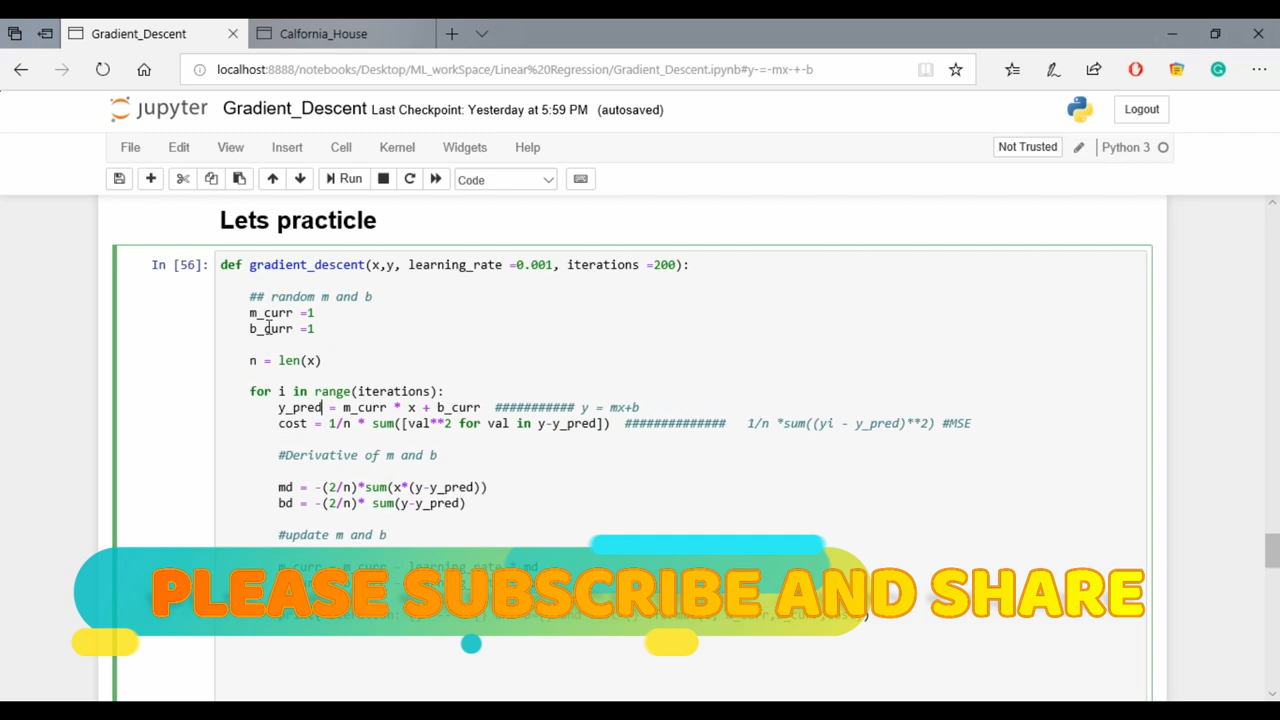 Gradient_Descent
Calfornia_House
localhost:8888/notebooks/Desktop/ML_workSpace/Linear%20Regression/Gradient_Descent.ipynb#y-=-mx-+-b
jupyter Gradient_Descent Last Checkpoint: Yesterday at 5:59 PM (autosaved)
Logout
File Edit View Insert Cell Kernel Widgets Help
Not Trusted
Python 3
Run
Code
Lets practicle
In [56]:
def gradient_descent(x,y, learning_rate =0.001, iterations =200):
## random m and b
m_curr =1
b_curr =1
n = len(x)
for i in range(iterations):
y_pred = m_curr * x + b_curr ########### y = mx+b
cost = 1/n * sum([val**2 for val in y-y_pred]) ############## 1/n *sum((yi - y_pred)**2) #MSE
#Derivative of m and b
md = -(2/n)*sum(x*(y-y_pred))
bd = -(2/n)* sum(y-y_pred)
#update m and b
m_curr = m_curr - learning_rate * md
PLEASE SUBSCRIBE AND SHARE